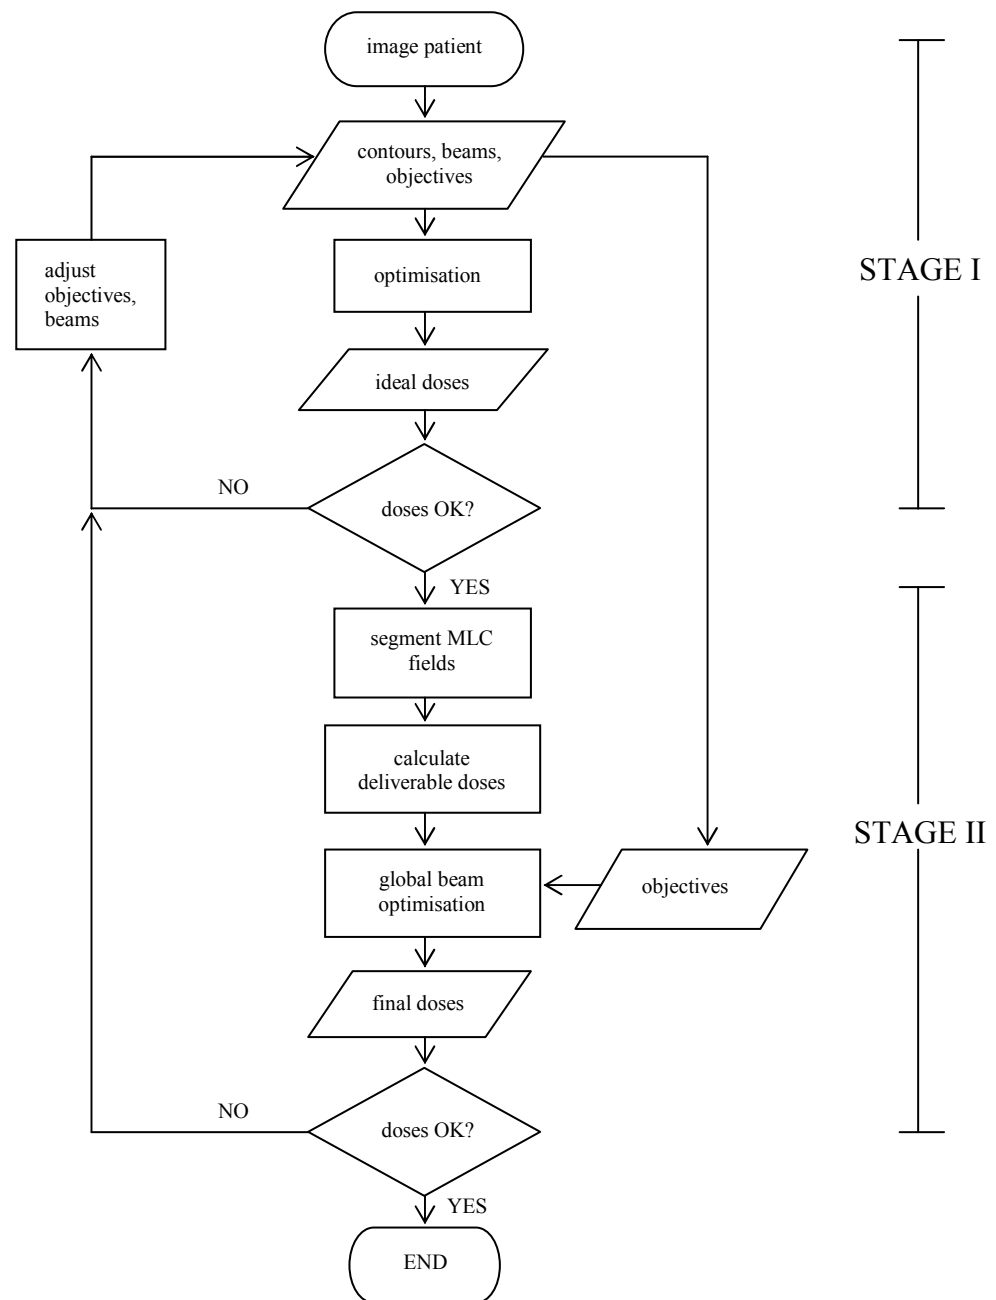 image patient
contours, beams,
objectives
adjust
objectives,
beams
optimisation
STAGE I
ideal doses
NO
doses OK?
YES
segment MLC
fields
calculate
deliverable doses
STAGE II
global beam
optimisation
objectives
final doses
NO
doses OK?
YES
END